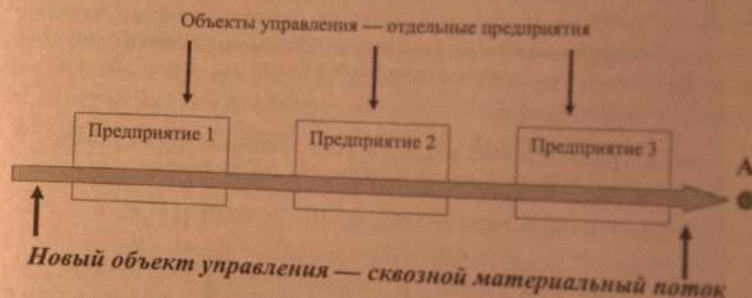 Объекты управления — отдельные предприятия
Предприятие 1
Предприятие 2
Предприятие 3
А
Новый объект управления — сквозной материальный поток